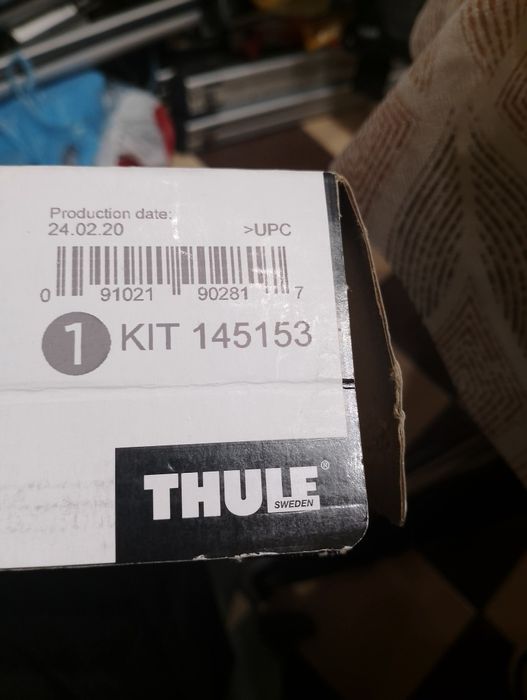 Production date:
24.02.20 >UPC
0 91021 90281 7
1 KIT 145153
THULE®
SWEDEN